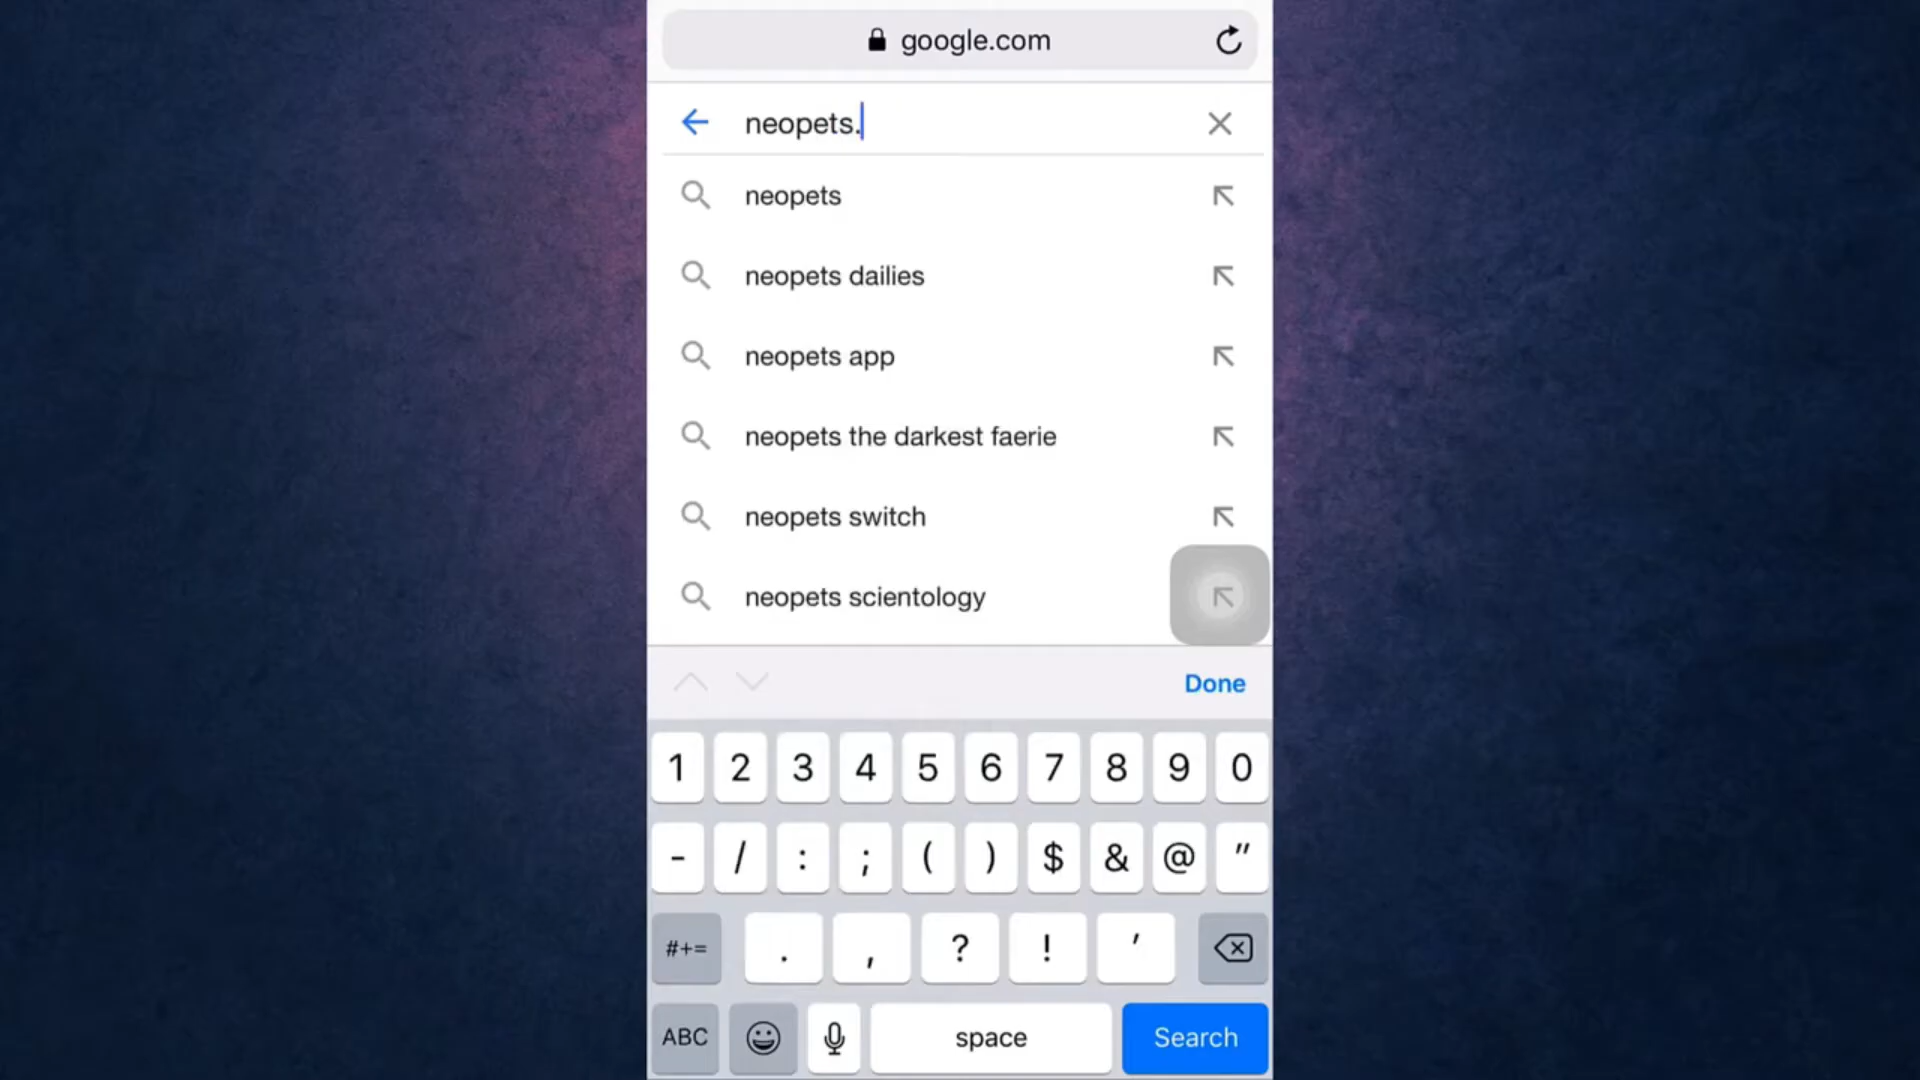 google.com
neopets.
neopets
neopets dailies
neopets app
neopets the darkest faerie
neopets switch
neopets scientology
Done
1 2 3 4 5 6 7 8 9 0
- / : ; ( ) $ & @ "
#+= . , ? ! '
ABC space Search